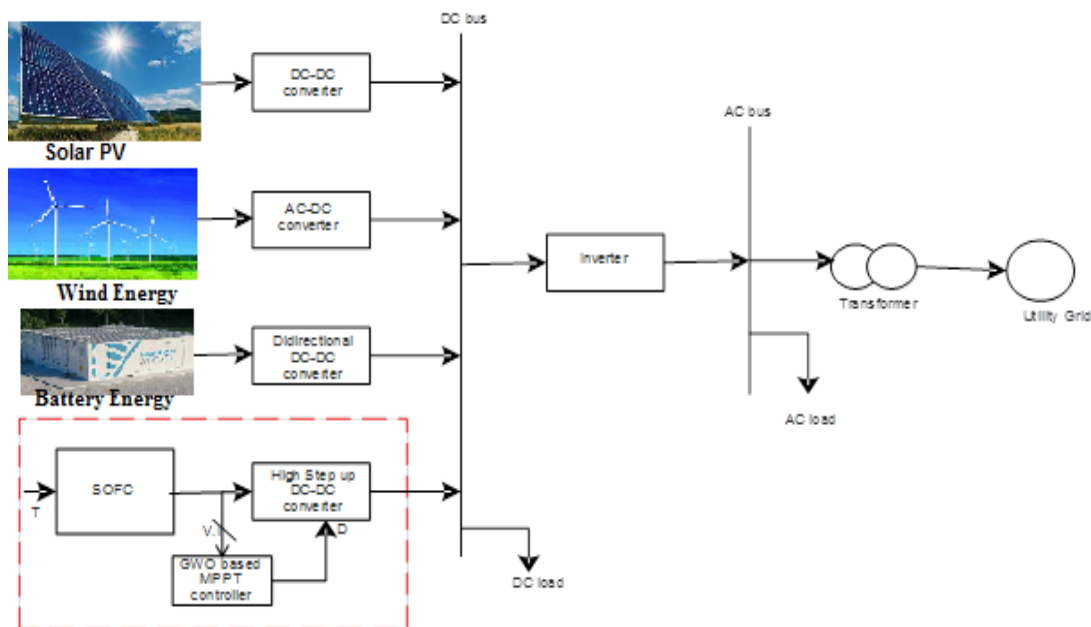 DC bus
DC-DC
converter
Solar PV
AC bus
AC-DC
converter
Wind Energy
Inverter
Transformer
Utility Grid
Didirectional
DC-DC
converter
Battery Energy
AC load
SOFC
High Step up
DC-DC
converter
T
V.I
D
GWO based
MPPT
controller
DC load